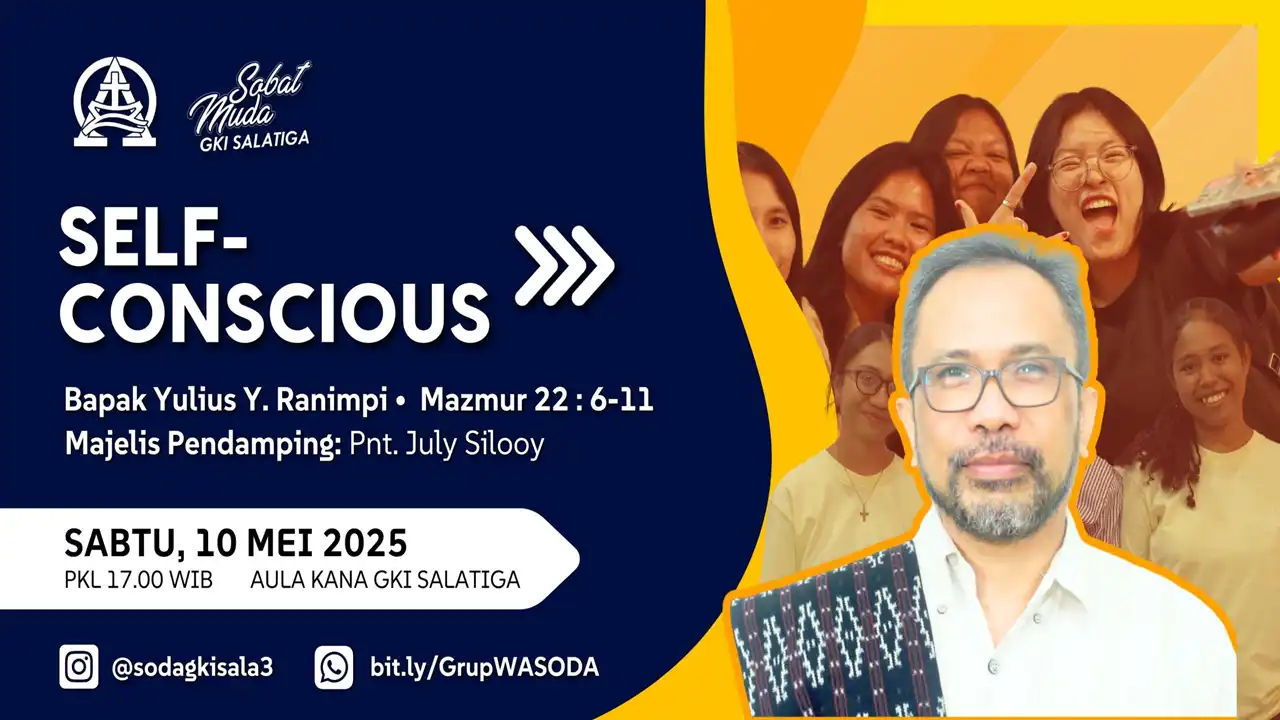 Sobat
Muda
GKI SALATIGA
SELF-
CONSCIOUS
Bapak Yulius Y. Ranimpi • Mazmur 22 : 6-11
Majelis Pendamping: Pnt. July Silooy
SABTU, 10 MEI 2025
PKL 17.00 WIB AULA KANA GKI SALATIGA
@sodagkisala3 bit.ly/GrupWASODA